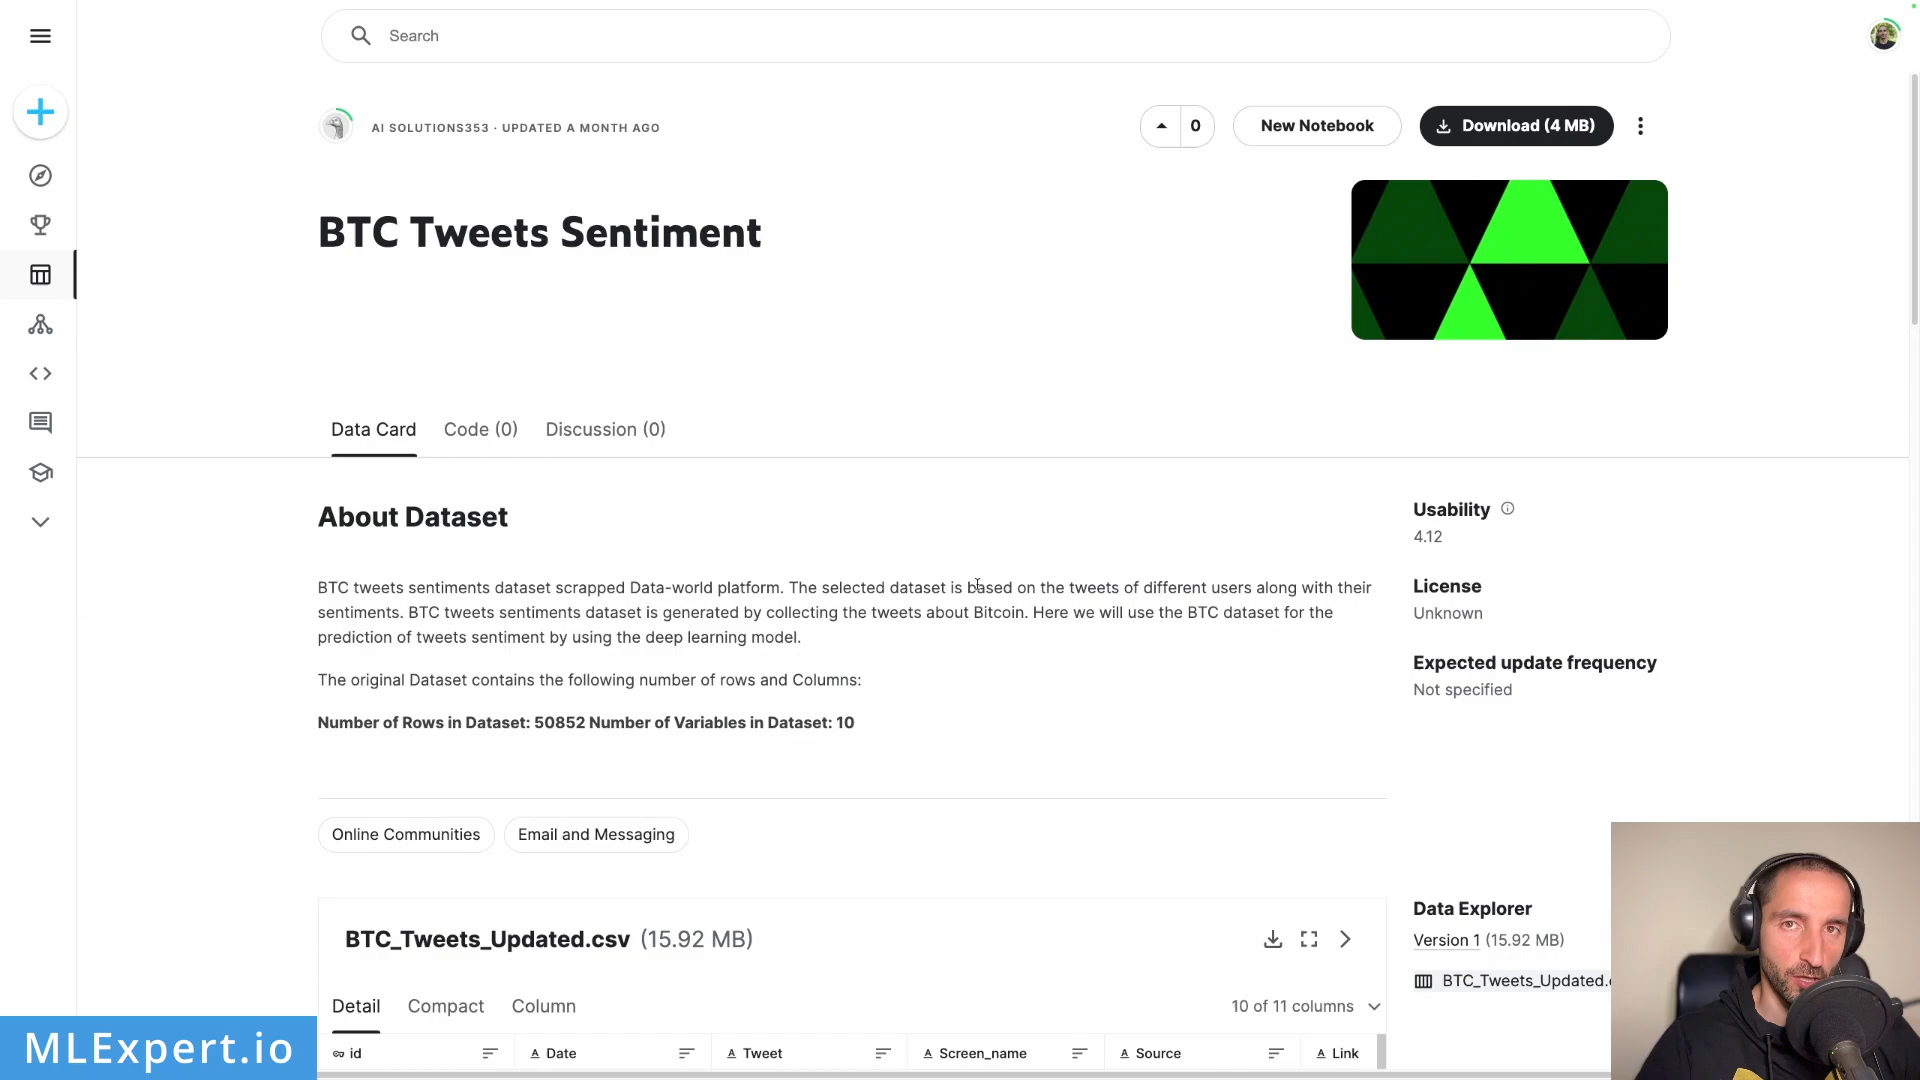 Search
AI SOLUTIONS353 · UPDATED A MONTH AGO
0
New Notebook
Download (4 MB)
BTC Tweets Sentiment
Data Card
Code (0)
Discussion (0)
About Dataset
BTC tweets sentiments dataset scrapped Data-world platform. The selected dataset is based on the tweets of different users along with their
sentiments. BTC tweets sentiments dataset is generated by collecting the tweets about Bitcoin. Here we will use the BTC dataset for the
prediction of tweets sentiment by using the deep learning model.
The original Dataset contains the following number of rows and Columns:
Number of Rows in Dataset: 50852 Number of Variables in Dataset: 10
Usability
4.12
License
Unknown
Expected update frequency
Not specified
Online Communities
Email and Messaging
BTC_Tweets_Updated.csv (15.92 MB)
Detail
Compact
Column
10 of 11 columns
id
A Date
A Tweet
A Screen_name
A Source
A Link
Data Explorer
Version 1 (15.92 MB)
BTC_Tweets_Updated.
MLExpert.io